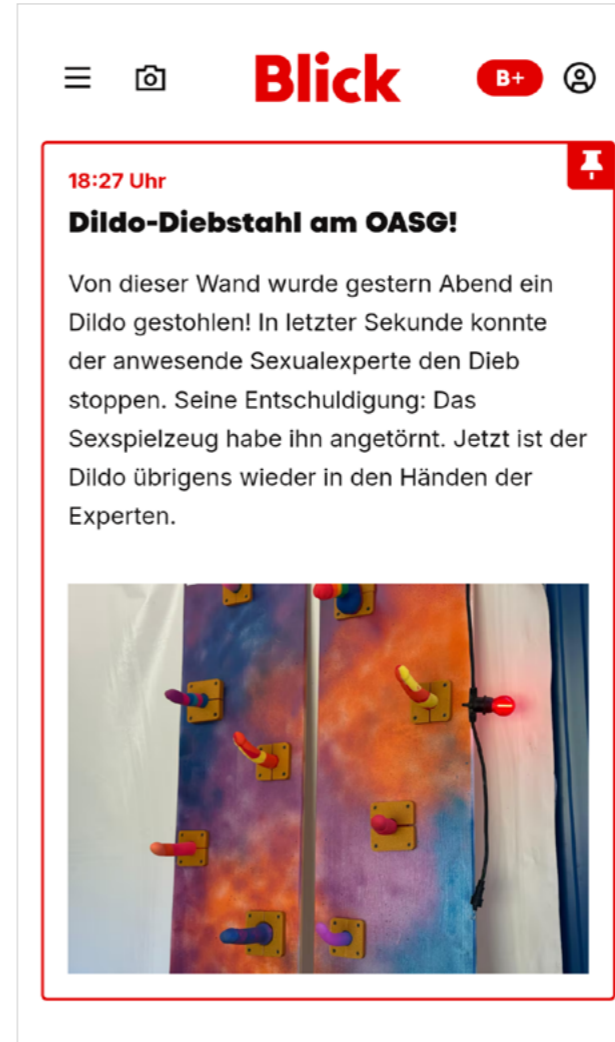 Blick
B+
18:27 Uhr
Dildo-Diebstahl am OASG!
Von dieser Wand wurde gestern Abend ein
Dildo gestohlen! In letzter Sekunde konnte
der anwesende Sexualexperte den Dieb
stoppen. Seine Entschuldigung: Das
Sexspielzeug habe ihn angetörnt. Jetzt ist der
Dildo übrigens wieder in den Händen der
Experten.